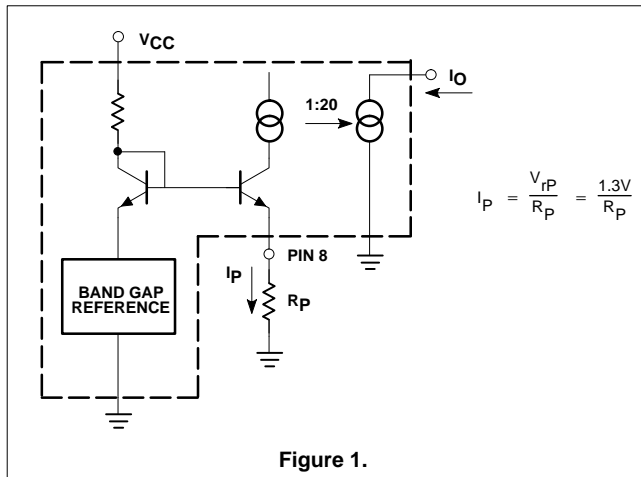 VCC
IO
1:20
PIN 8
IP
RP
BAND GAP
REFERENCE
IP = VrP / RP = 1.3V / RP
Figure 1.